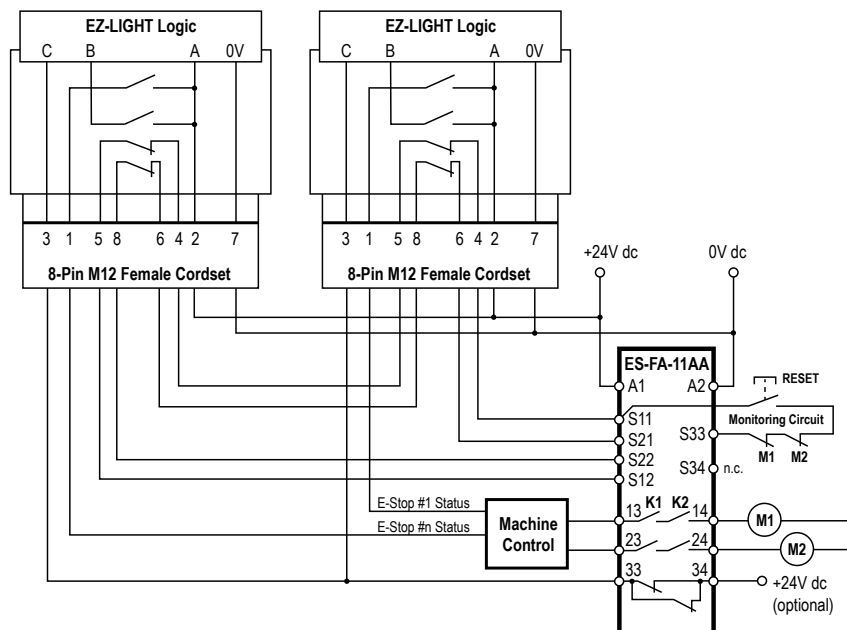 EZ-LIGHT Logic
C B A 0V
3 1 5 8 6 4 2 7
8-Pin M12 Female Cordset
EZ-LIGHT Logic
C B A 0V
3 1 5 8 6 4 2 7
8-Pin M12 Female Cordset
+24V dc
0V dc
ES-FA-11AA
A1 A2
RESET
Monitoring Circuit
S11
S21
S33
M1 M2
S22
S34 n.c.
S12
E-Stop #1 Status
E-Stop #n Status
Machine
Control
13 K1 K2 14
M1
23 24
M2
33 34
+24V dc
(optional)